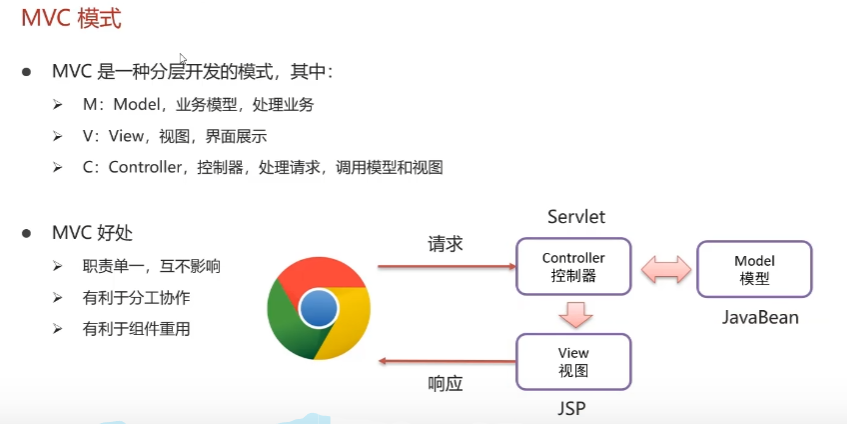 MVC 模式
● MVC 是一种分层开发的模式，其中：
➢ M：Model，业务模型，处理业务
➢ V：View，视图，界面展示
➢ C：Controller，控制器，处理请求，调用模型和视图
● MVC 好处
➢ 职责单一，互不影响
➢ 有利于分工协作
➢ 有利于组件重用
请求
Servlet
Controller
控制器
Model
模型
JavaBean
View
视图
响应
JSP